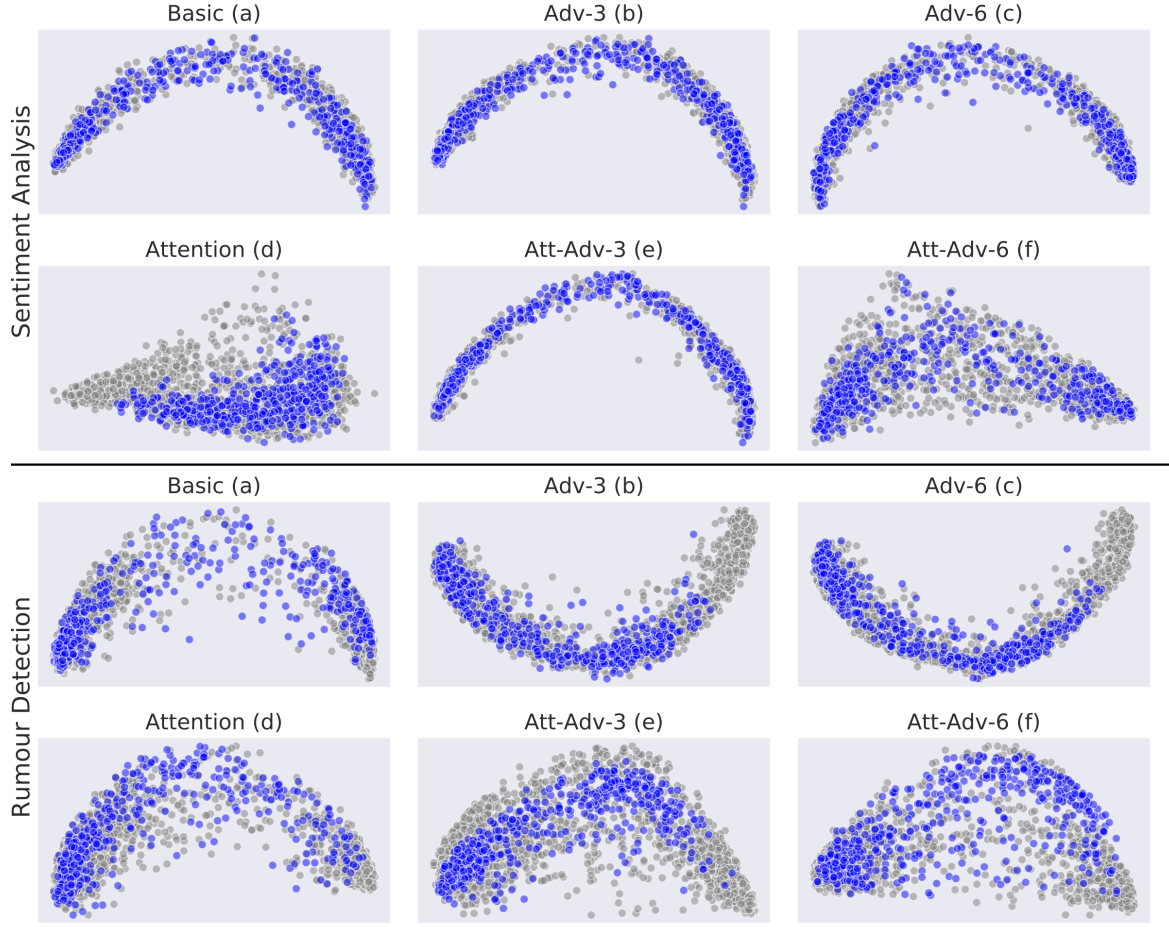 Sentiment Analysis
Basic (a)
Adv-3 (b)
Adv-6 (c)
Attention (d)
Att-Adv-3 (e)
Att-Adv-6 (f)
Rumour Detection
Basic (a)
Adv-3 (b)
Adv-6 (c)
Attention (d)
Att-Adv-3 (e)
Att-Adv-6 (f)